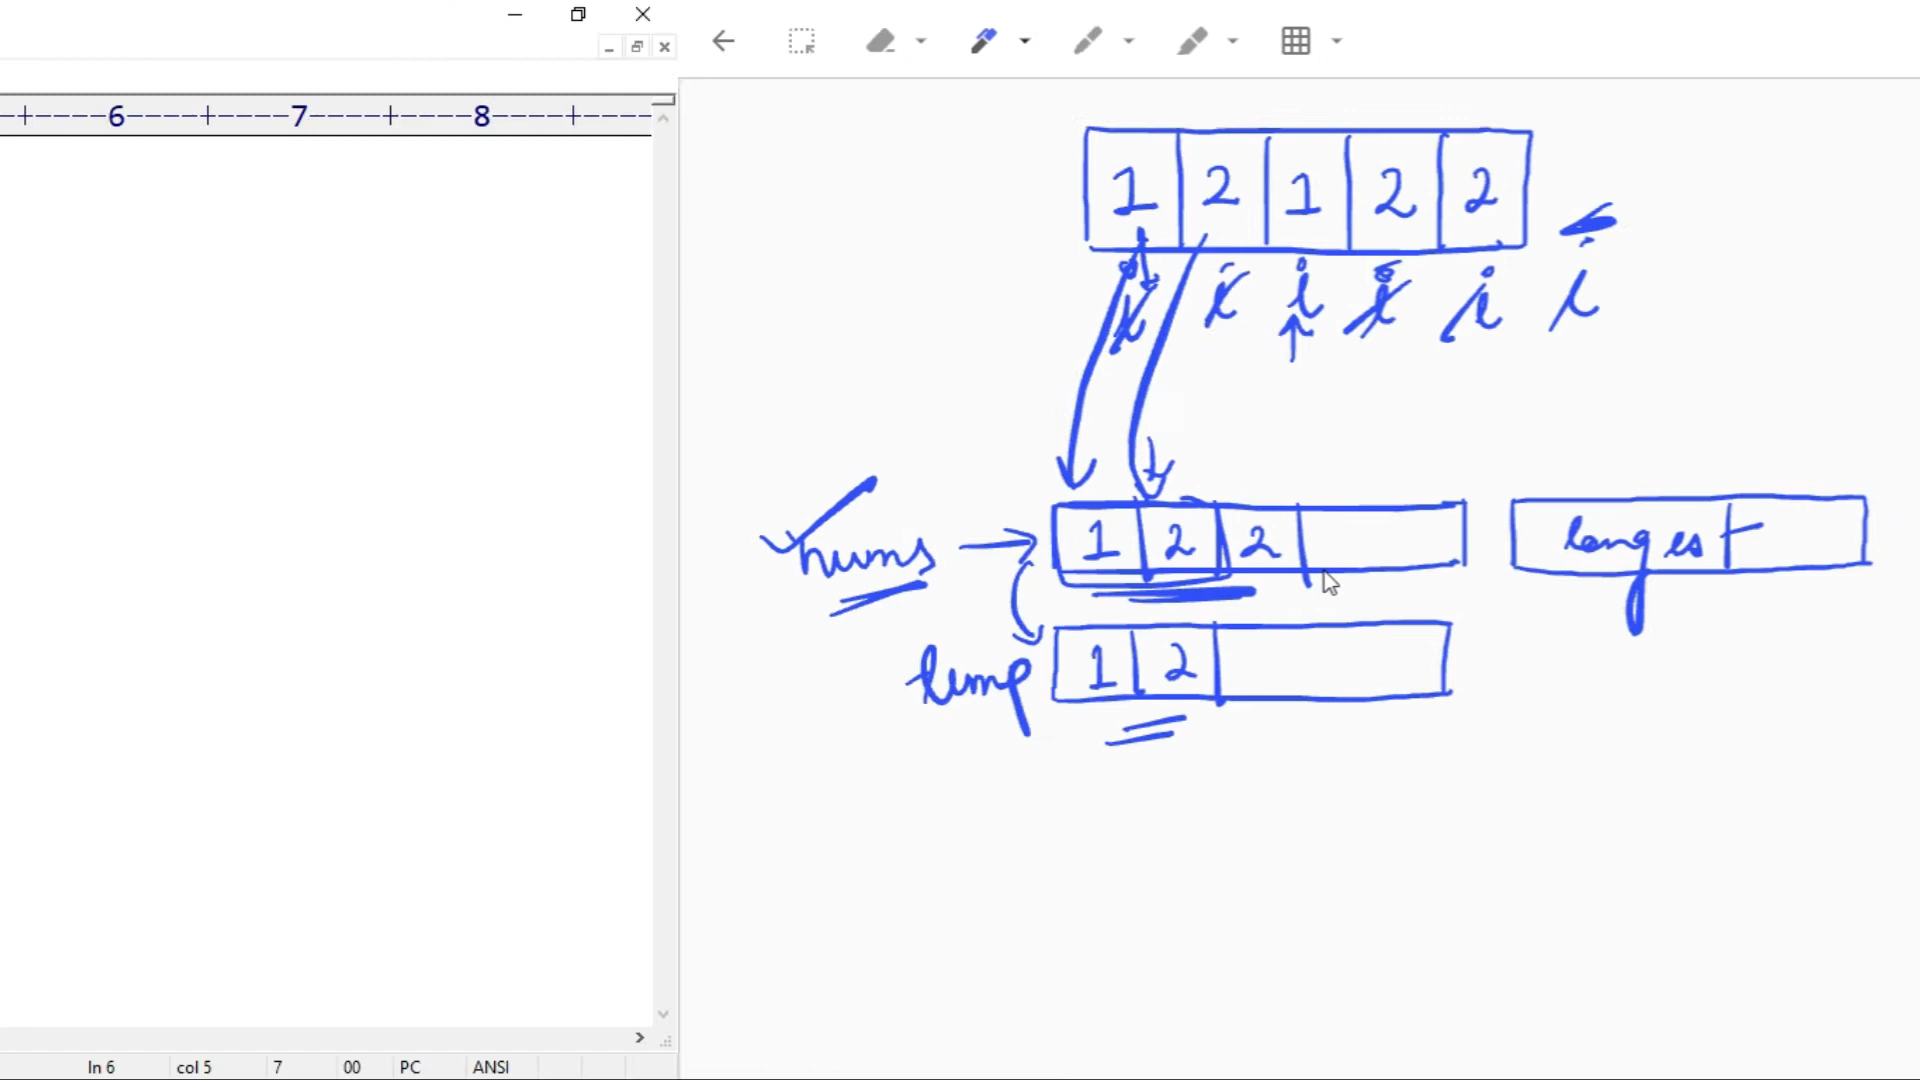 --+----6----+----7----+----8----+----
1 2 1 2 2
i i i i i i
nums 1 2 2 longest
temp 1 2
ln 6 col 5 7 00 PC ANSI